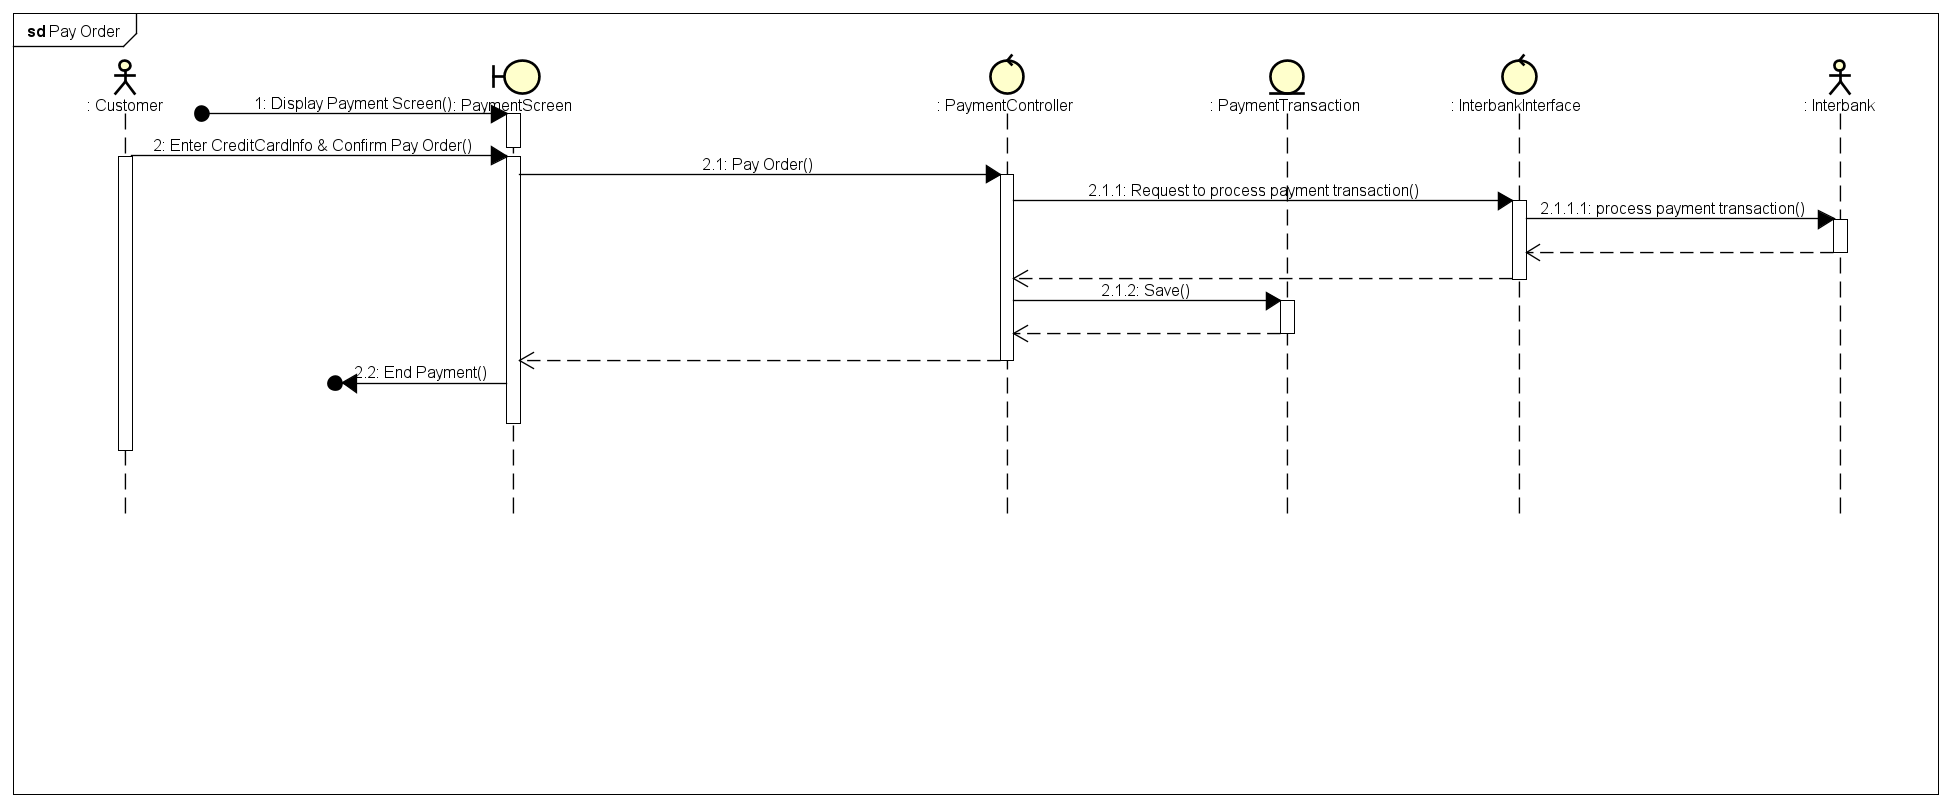 sd Pay Order
: Customer
1: Display Payment Screen()
: PaymentScreen
: PaymentController
: PaymentTransaction
: InterbankInterface
: Interbank
2: Enter CreditCardInfo & Confirm Pay Order()
2.1: Pay Order()
2.1.1: Request to process payment transaction()
2.1.1.1: process payment transaction()
2.1.2: Save()
2.2: End Payment()